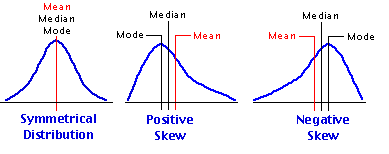 Mean
Median
Mode
Symmetrical
Distribution
Median
Mode
Mean
Positive
Skew
Median
Mean
Mode
Negative
Skew